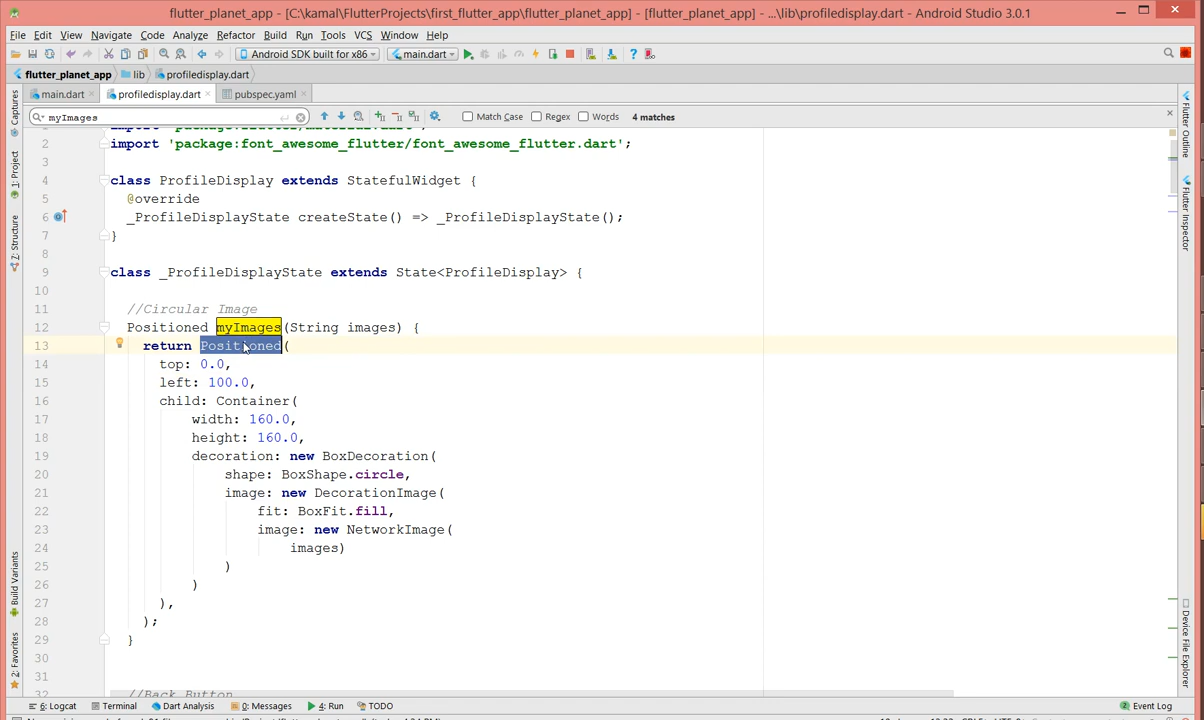 flutter_planet_app - [C:\kamal\FlutterProjects\first_flutter_app\flutter_planet_app] - [flutter_planet_app] - ...\lib\profiledisplay.dart - Android Studio 3.0.1
File Edit View Navigate Code Analyze Refactor Build Run Tools VCS Window Help
Android SDK built for x86 main.dart
flutter_planet_app lib profiledisplay.dart
main.dart profiledisplay.dart pubspec.yaml
myImages Match Case Regex Words 4 matches
2 import 'package:font_awesome_flutter/font_awesome_flutter.dart';
3
4 class ProfileDisplay extends StatefulWidget {
5 @override
6 _ProfileDisplayState createState() => _ProfileDisplayState();
7 }
8
9 class _ProfileDisplayState extends State<ProfileDisplay> {
10
11 //Circular Image
12 Positioned myImages(String images) {
13 return Positioned(
14 top: 0.0,
15 left: 100.0,
16 child: Container(
17 width: 160.0,
18 height: 160.0,
19 decoration: new BoxDecoration(
20 shape: BoxShape.circle,
21 image: new DecorationImage(
22 fit: BoxFit.fill,
23 image: new NetworkImage(
24 images)
25 )
26 )
27 ),
28 );
29 }
30
31
32 //Back Button
Captures
1: Project
7: Structure
Build Variants
2: Favorites
Flutter Outline
Flutter Inspector
Device File Explorer
6: Logcat Terminal Dart Analysis 0: Messages 4: Run TODO Event Log